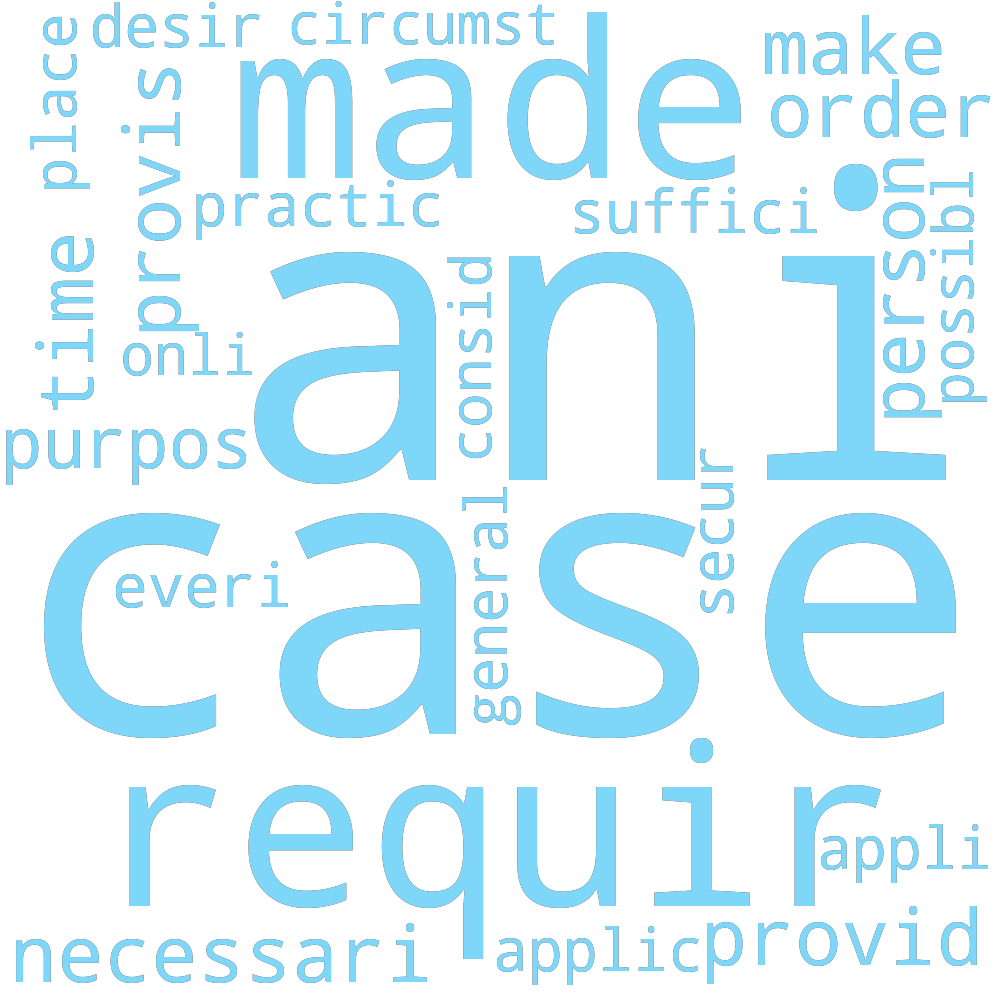 desir
circumst
made
make
order
place
provis
practic
suffici
person
possibl
time
ani
consid
onli
purpos
case
secur
everi
general
requir
appli
necessari
applic
provid